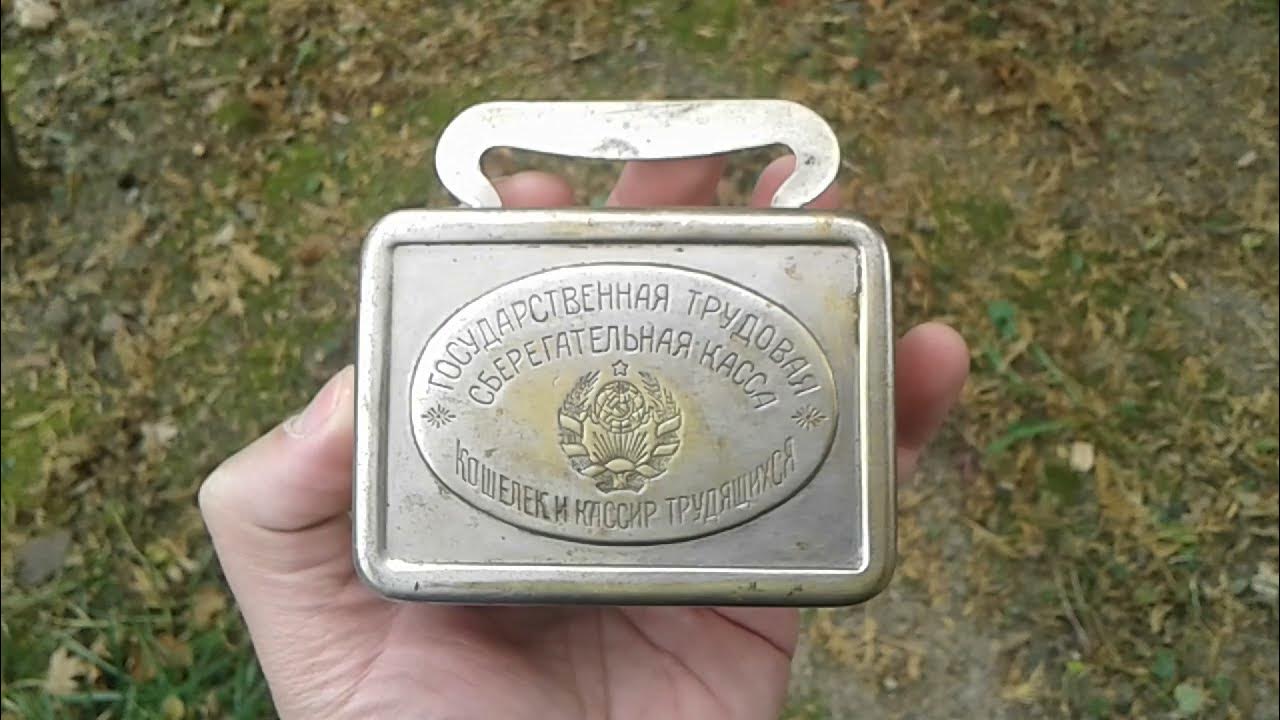 ГОСУДАРСТВЕННАЯ ТРУДОВАЯ
СБЕРЕГАТЕЛЬНАЯ КАССА
КОШЕЛЕК И КАССИР ТРУДЯЩИХСЯ